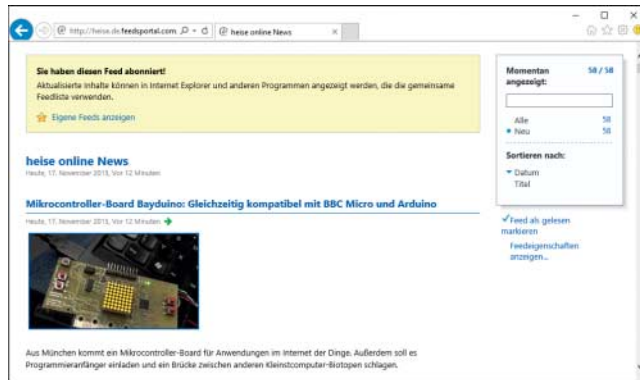 http://heise.de.feedsportal.com
heise online News
Sie haben diesen Feed abonniert!
Aktualisierte Inhalte können in Internet Explorer und anderen Programmen angezeigt werden, die die gemeinsame
Feedliste verwenden.
Eigene Feeds anzeigen
heise online News
Heute, 17. November 2015, Vor 12 Minuten
Mikrocontroller-Board Bayduino: Gleichzeitig kompatibel mit BBC Micro und Arduino
Heute, 17. November 2015, Vor 12 Minuten
Aus München kommt ein Mikrocontroller-Board für Anwendungen im Internet der Dinge. Außerdem soll es
Programmieranfänger einladen und ein Brücke zwischen anderen Kleinstcomputer-Biotopen schlagen.
Momentan angezeigt: 58 / 58
Alle 58
Neu 58
Sortieren nach:
Datum
Titel
Feed als gelesen
markieren
Feedeigenschaften
anzeigen...